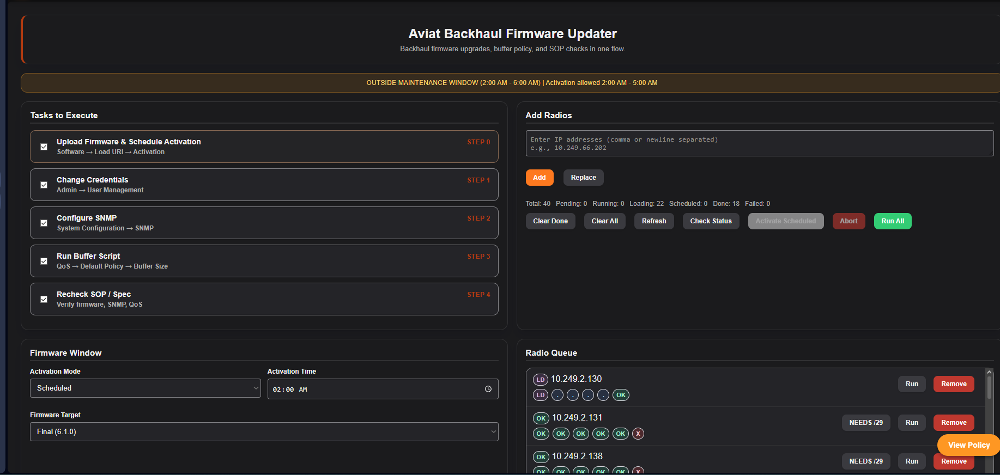 Aviat Backhaul Firmware Updater
Backhaul firmware upgrades, buffer policy, and SOP checks in one flow.
OUTSIDE MAINTENANCE WINDOW (2:00 AM - 6:00 AM) | Activation allowed 2:00 AM - 5:00 AM
Tasks to Execute
Upload Firmware & Schedule Activation
STEP 0
Software → Load URI → Activation
Change Credentials
STEP 1
Admin → User Management
Configure SNMP
STEP 2
System Configuration → SNMP
Run Buffer Script
STEP 3
QoS → Default Policy → Buffer Size
Recheck SOP / Spec
STEP 4
Verify firmware, SNMP, QoS
Add Radios
Enter IP addresses (comma or newline separated)
e.g., 10.249.66.202
Add Replace
Total: 40 Pending: 0 Running: 0 Loading: 22 Scheduled: 0 Done: 18 Failed: 0
Clear Done Clear All Refresh Check Status Activate Scheduled Abort Run All
Firmware Window
Activation Mode Activation Time
Scheduled 02:00 AM
Firmware Target
Final (6.1.0)
Radio Queue
LD 10.249.2.130 Run Remove
LD . . . . OK
OK 10.249.2.131 NEEDS /29 Run Remove
OK OK OK OK OK X
View Policy
OK 10.249.2.138 NEEDS /29 Run Remove
OK OK OK OK OK X